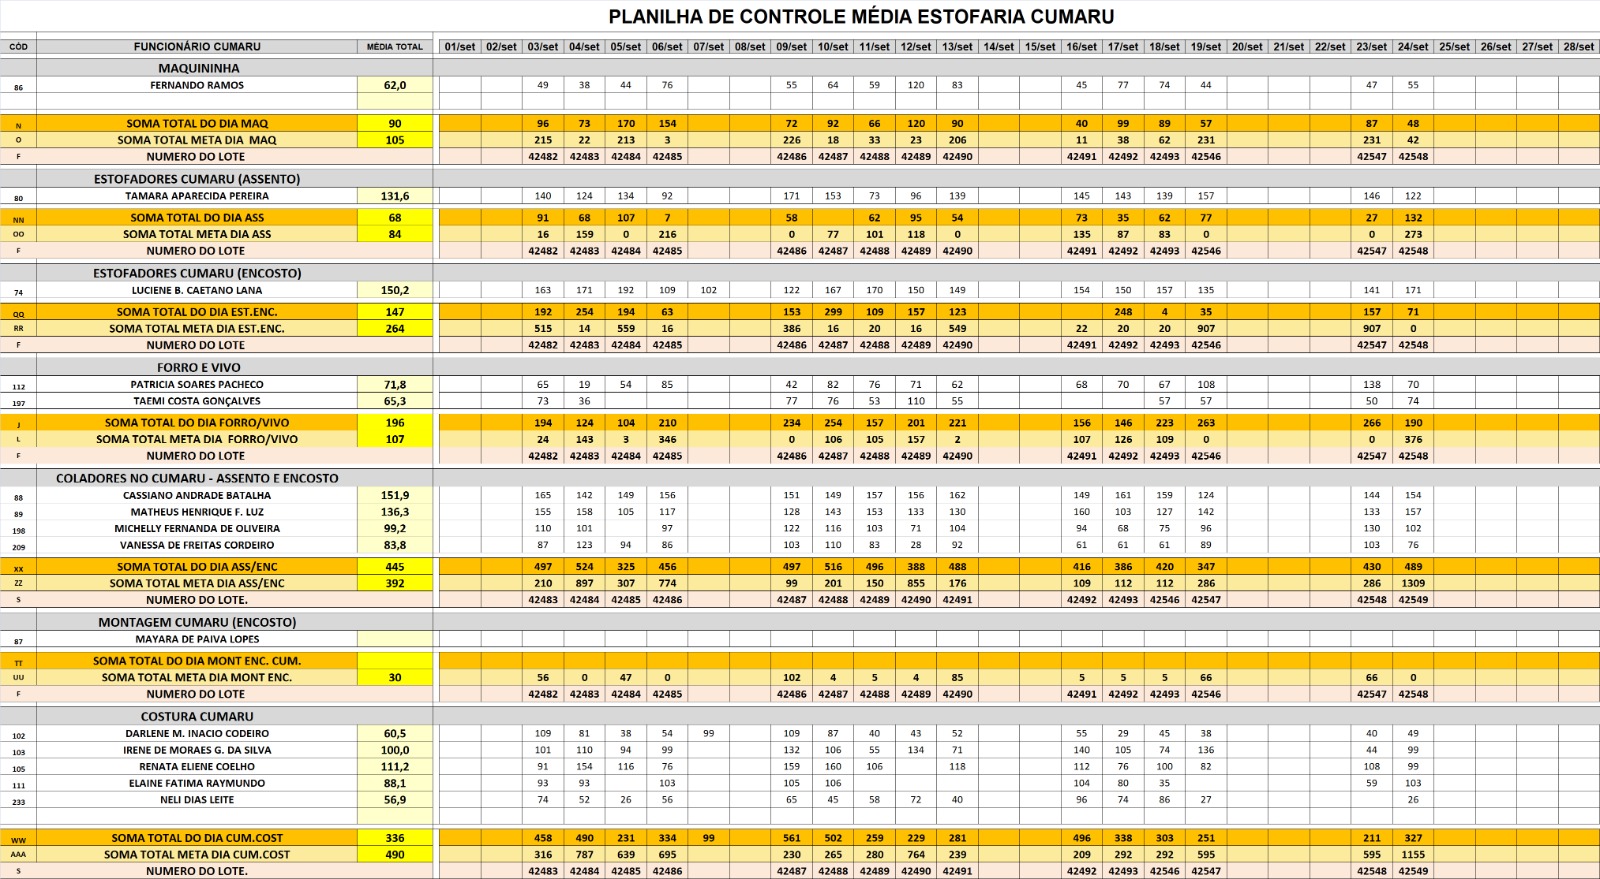 PLANILHA DE CONTROLE MÉDIA ESTOFARIA CUMARU
CÓD FUNCIONÁRIO CUMARU MÉDIA TOTAL 01/set 02/set 03/set 04/set 05/set 06/set 07/set 08/set 09/set 10/set 11/set 12/set 13/set 14/set 15/set 16/set 17/set 18/set 19/set 20/set 21/set 22/set 23/set 24/set 25/set 26/set 27/set 28/set
MAQUININHA
86 FERNANDO RAMOS 62,0 49 38 44 76 55 64 59 120 83 45 77 74 44 47 55
N SOMA TOTAL DO DIA MAQ 90 96 73 170 154 72 92 66 120 90 40 99 89 57 87 48
O SOMA TOTAL META DIA MAQ 105 215 22 213 3 226 18 33 23 206 11 38 62 231 231 42
F NUMERO DO LOTE 42482 42483 42484 42485 42486 42487 42488 42489 42490 42491 42492 42493 42546 42547 42548
ESTOFADORES CUMARU (ASSENTO)
80 TAMARA APARECIDA PEREIRA 131,6 140 124 134 92 171 153 73 96 139 145 143 139 157 146 122
NN SOMA TOTAL DO DIA ASS 68 91 68 107 7 58 62 95 54 73 35 62 77 27 132
OO SOMA TOTAL META DIA ASS 84 16 159 0 216 0 77 101 118 0 135 87 83 0 0 273
F NUMERO DO LOTE 42482 42483 42484 42485 42486 42487 42488 42489 42490 42491 42492 42493 42546 42547 42548
ESTOFADORES CUMARU (ENCOSTO)
74 LUCIENE B. CAETANO LANA 150,2 163 171 192 109 102 122 167 170 150 149 154 150 157 135 141 171
QQ SOMA TOTAL DO DIA EST.ENC. 147 192 254 194 63 153 299 109 157 123 248 4 35 157 71
RR SOMA TOTAL META DIA EST.ENC. 264 515 14 559 16 386 16 20 16 549 22 20 20 907 907 0
F NUMERO DO LOTE 42482 42483 42484 42485 42486 42487 42488 42489 42490 42491 42492 42493 42546 42547 42548
FORRO E VIVO
112 PATRICIA SOARES PACHECO 71,8 65 19 54 85 42 82 76 71 62 68 70 67 108 138 70
197 TAEMI COSTA GONÇALVES 65,3 73 36 77 76 53 110 55 57 57 50 74
J SOMA TOTAL DO DIA FORRO/VIVO 196 194 124 104 210 234 254 157 201 221 156 146 223 263 266 190
L SOMA TOTAL META DIA FORRO/VIVO 107 24 143 3 346 0 106 105 157 2 107 126 109 0 0 376
F NUMERO DO LOTE 42482 42483 42484 42485 42486 42487 42488 42489 42490 42491 42492 42493 42546 42547 42548
COLADORES NO CUMARU - ASSENTO E ENCOSTO
88 CASSIANO ANDRADE BATALHA 151,9 165 142 149 156 151 149 157 156 162 149 161 159 124 144 154
89 MATHEUS HENRIQUE F. LUZ 136,3 155 158 105 117 128 143 153 133 130 160 103 127 142 133 157
198 MICHELLY FERNANDA DE OLIVEIRA 99,2 110 101 97 122 116 103 71 104 94 68 75 96 130 102
209 VANESSA DE FREITAS CORDEIRO 83,8 87 123 94 86 103 110 83 28 92 61 61 61 89 103 76
XX SOMA TOTAL DO DIA ASS/ENC 445 497 524 325 456 497 516 496 388 488 416 386 420 347 430 489
ZZ SOMA TOTAL META DIA ASS/ENC 392 210 897 307 774 99 201 150 855 176 109 112 112 286 286 1309
S NUMERO DO LOTE. 42483 42484 42485 42486 42487 42488 42489 42490 42491 42492 42493 42546 42547 42548 42549
MONTAGEM CUMARU (ENCOSTO)
87 MAYARA DE PAIVA LOPES
TT SOMA TOTAL DO DIA MONT ENC. CUM.
UU SOMA TOTAL META DIA MONT ENC. 30 56 0 47 0 102 4 5 4 85 5 5 5 66 66 0
F NUMERO DO LOTE 42482 42483 42484 42485 42486 42487 42488 42489 42490 42491 42492 42493 42546 42547 42548
COSTURA CUMARU
102 DARLENE M. INACIO CODEIRO 60,5 109 81 38 54 99 109 87 40 43 52 55 29 45 38 40 49
103 IRENE DE MORAES G. DA SILVA 100,0 101 110 94 99 132 106 55 134 71 140 105 74 136 44 99
105 RENATA ELIENE COELHO 111,2 91 154 116 76 159 160 106 118 112 76 100 82 108 99
111 ELAINE FATIMA RAYMUNDO 88,1 93 93 103 105 106 104 80 35 59 103
233 NELI DIAS LEITE 56,9 74 52 26 56 65 45 58 72 40 96 74 86 27 26
WW SOMA TOTAL DO DIA CUM.COST 336 458 490 231 334 99 561 502 259 229 281 496 338 303 251 211 327
AAA SOMA TOTAL META DIA CUM.COST 490 316 787 639 695 230 265 280 764 239 209 292 292 595 595 1155
S NUMERO DO LOTE. 42483 42484 42485 42486 42487 42488 42489 42490 42491 42492 42493 42546 42547 42548 42549